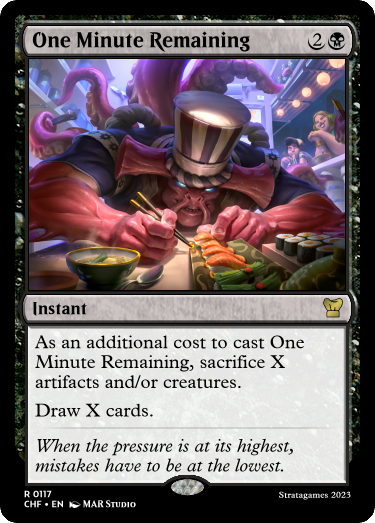 One Minute Remaining 2
Instant
As an additional cost to cast One
Minute Remaining, sacrifice X
artifacts and/or creatures.
Draw X cards.
When the pressure is at its highest,
mistakes have to be at the lowest.
R 0117
CHF • EN MAR STUDIO
Stratagames 2023